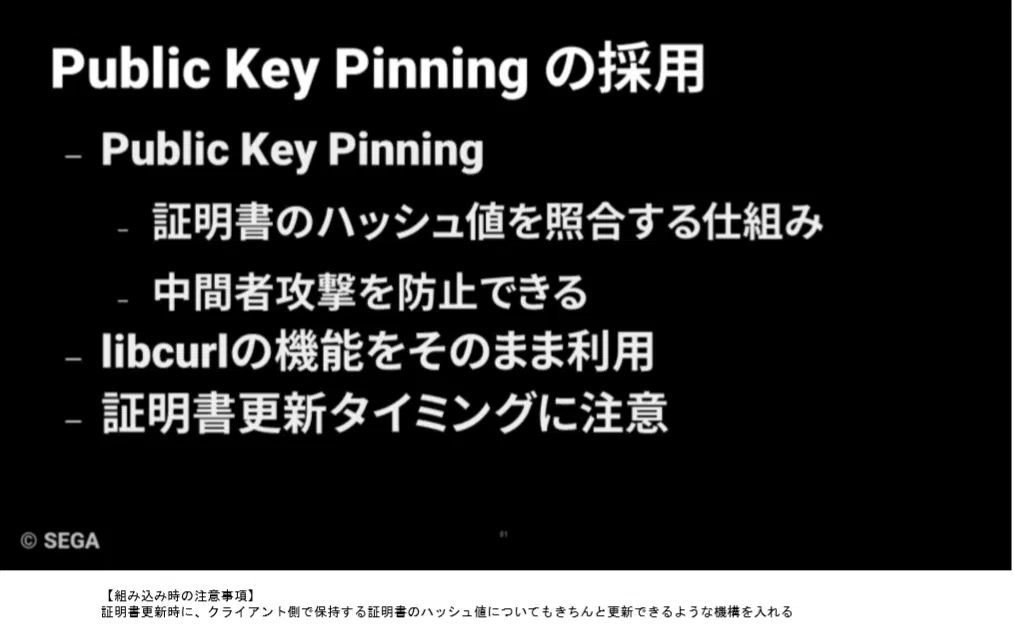 Public Key Pinning の採用
– Public Key Pinning
- 証明書のハッシュ値を照合する仕組み
- 中間者攻撃を防止できる
– libcurlの機能をそのまま利用
– 証明書更新タイミングに注意
© SEGA
【組み込み時の注意事項】
証明書更新時に、クライアント側で保持する証明書のハッシュ値についてもきちんと更新できるような機構を入れる